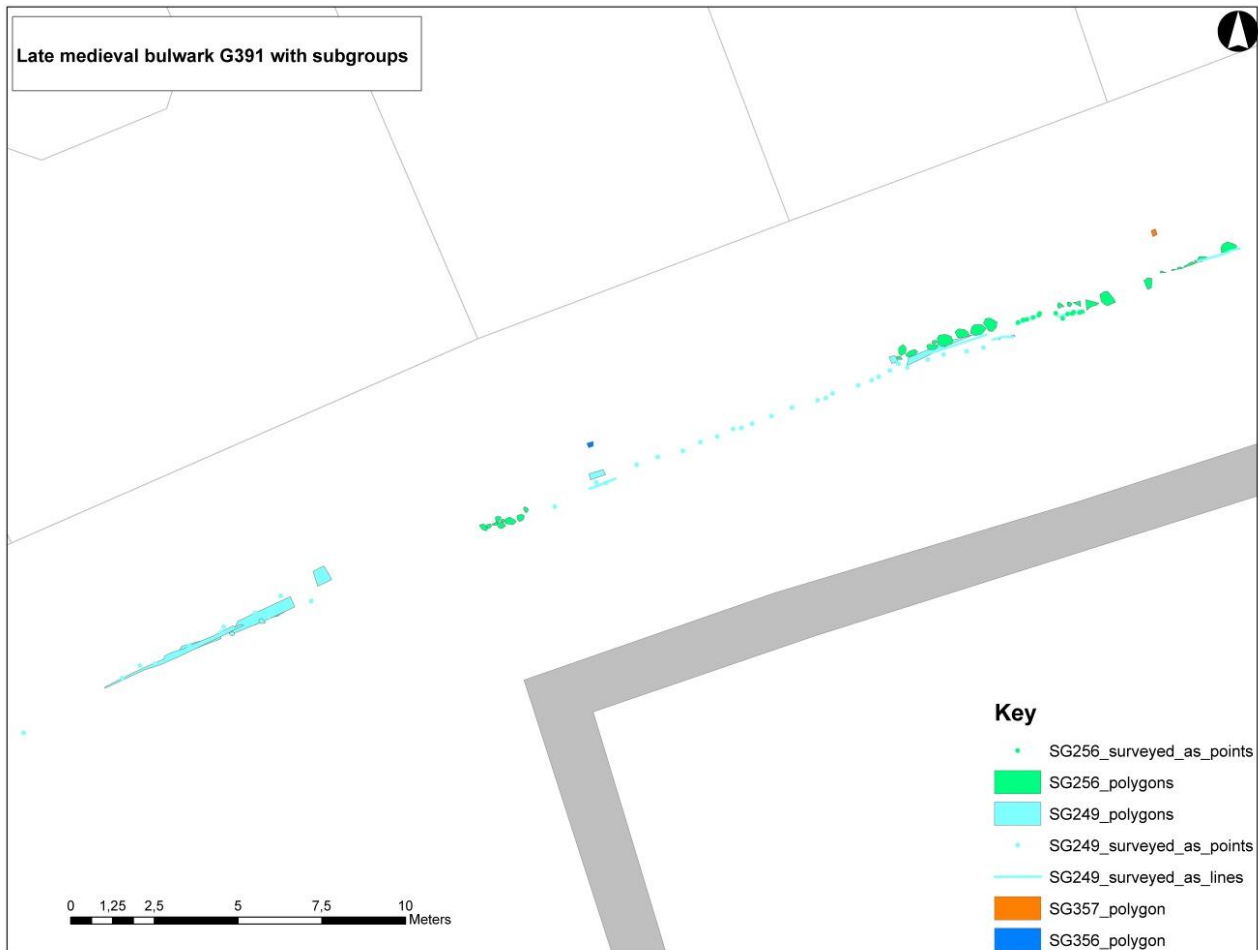 Late medieval bulwark G391 with subgroups
Key
SG256_surveyed_as_points
SG256_polygons
SG249_polygons
SG249_surveyed_as_points
SG249_surveyed_as_lines
SG357_polygon
SG356_polygon
0 1,25 2,5 5 7,5 10
Meters